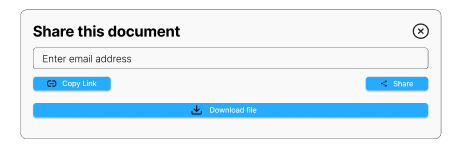 Share this document
Enter email address
Copy Link
Share
Download file